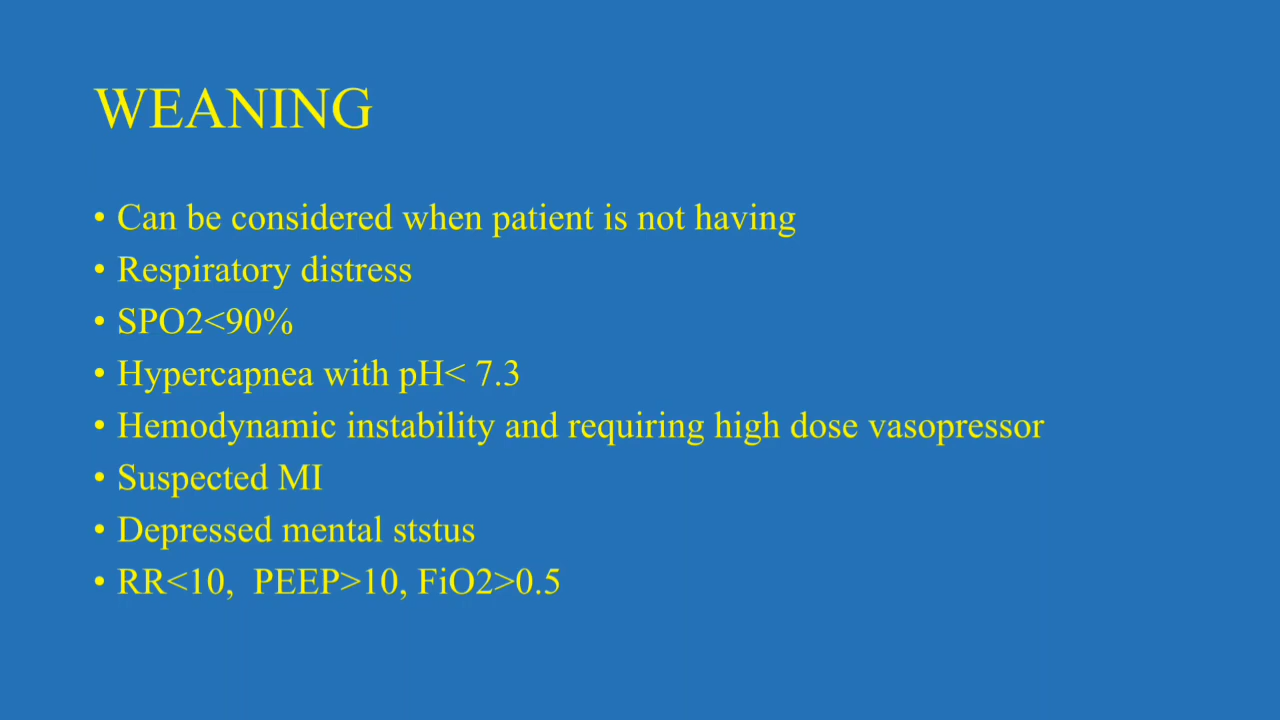 WEANING
• Can be considered when patient is not having
• Respiratory distress
• SPO2<90%
• Hypercapnea with pH< 7.3
• Hemodynamic instability and requiring high dose vasopressor
• Suspected MI
• Depressed mental ststus
• RR<10,  PEEP>10, FiO2>0.5